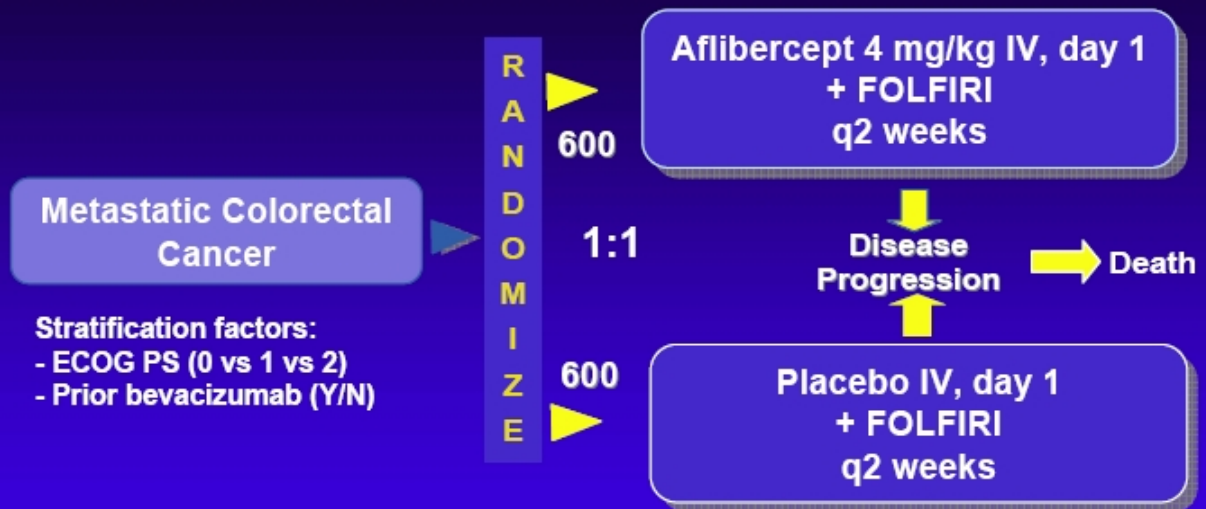 Metastatic Colorectal
Cancer
Stratification factors:
- ECOG PS (0 vs 1 vs 2)
- Prior bevacizumab (Y/N)
RANDOMIZE
600
1:1
600
Aflibercept 4 mg/kg IV, day 1
+ FOLFIRI
q2 weeks
Disease
Progression
Death
Placebo IV, day 1
+ FOLFIRI
q2 weeks